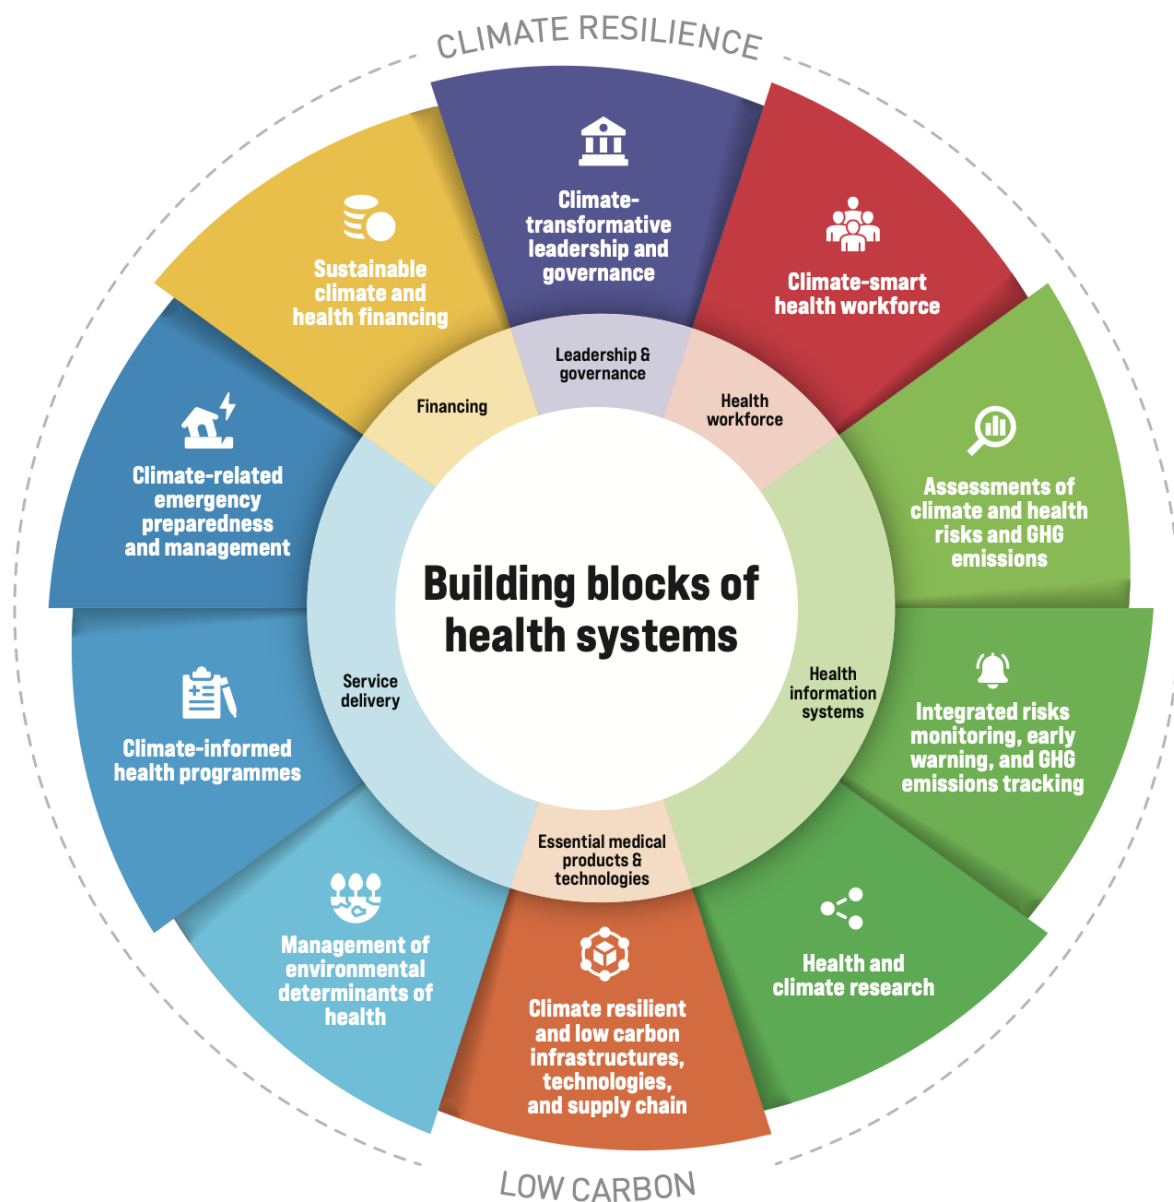 CLIMATE RESILIENCE
Climate-
transformative
leadership and
governance
Climate-smart
health workforce
Assessments of
climate and health
risks and GHG
emissions
Integrated risks
monitoring, early
warning, and GHG
emissions tracking
Health and
climate research
Climate resilient
and low carbon
infrastructures,
technologies,
and supply chain
Management of
environmental
determinants of
health
Climate-informed
health programmes
Climate-related
emergency
preparedness
and management
Sustainable
climate and
health financing
Leadership &
governance
Health
workforce
Health
information
systems
Essential medical
products &
technologies
Service
delivery
Financing
Building blocks of
health systems
LOW CARBON